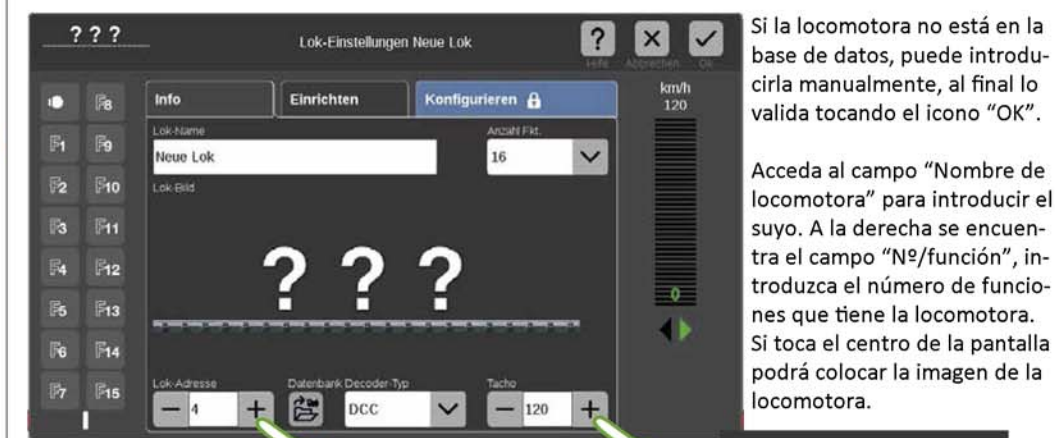 ? ? ?
Lok-Einstellungen Neue Lok
?
Hilfe
Abbrechen
Ok
Info
Einrichten
Konfigurieren
km/h
120
F8
F1 F9
F2 F10
F3 F11
F4 F12
F5 F13
F6 F14
F7 F15
Lok-Name
Anzahl Fkt.
Neue Lok
16
Lok-Bild
? ? ?
0
Lok-Adresse
Datenbank
Decoder-Typ
Tacho
− 4 +
DCC
− 120 +
Si la locomotora no está en la
base de datos, puede introdu-
cirla manualmente, al final lo
valida tocando el icono “OK”.
Acceda al campo “Nombre de
locomotora” para introducir el
suyo. A la derecha se encuen-
tra el campo “Nº/función”, in-
troduzca el número de funcio-
nes que tiene la locomotora.
Si toca el centro de la pantalla
podrá colocar la imagen de la
locomotora.